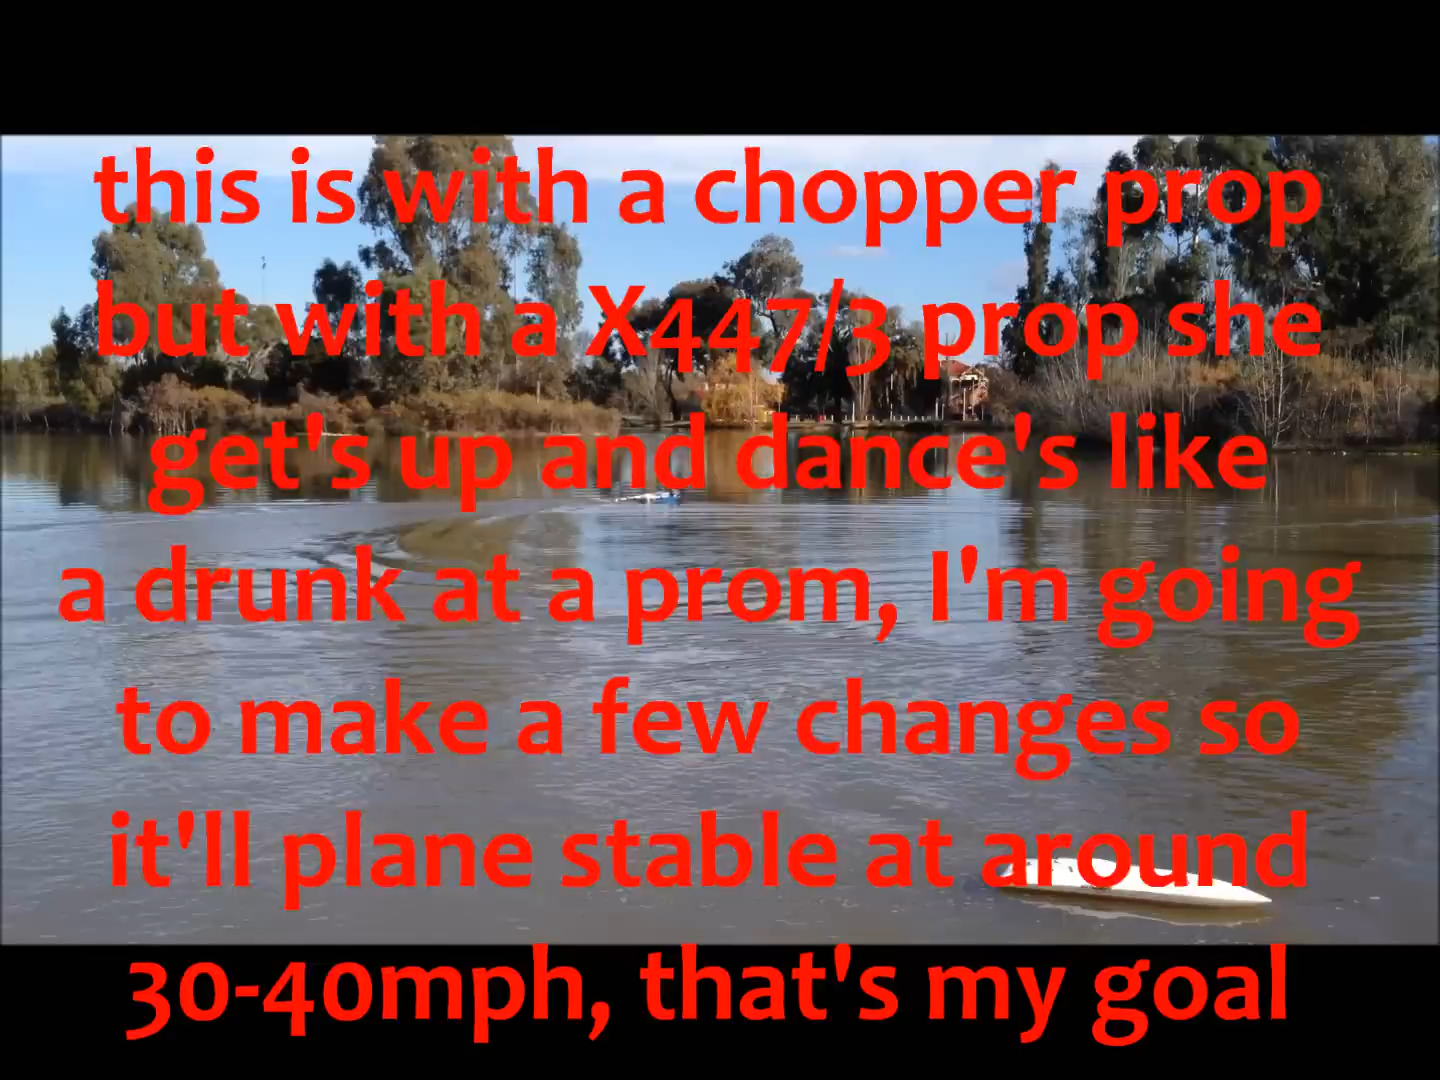 this is with a chopper prop
but with a X447/3 prop she
get's up and dance's like
a drunk at a prom, I'm going
to make a few changes so
it'll plane stable at around
30-40mph, that's my goal